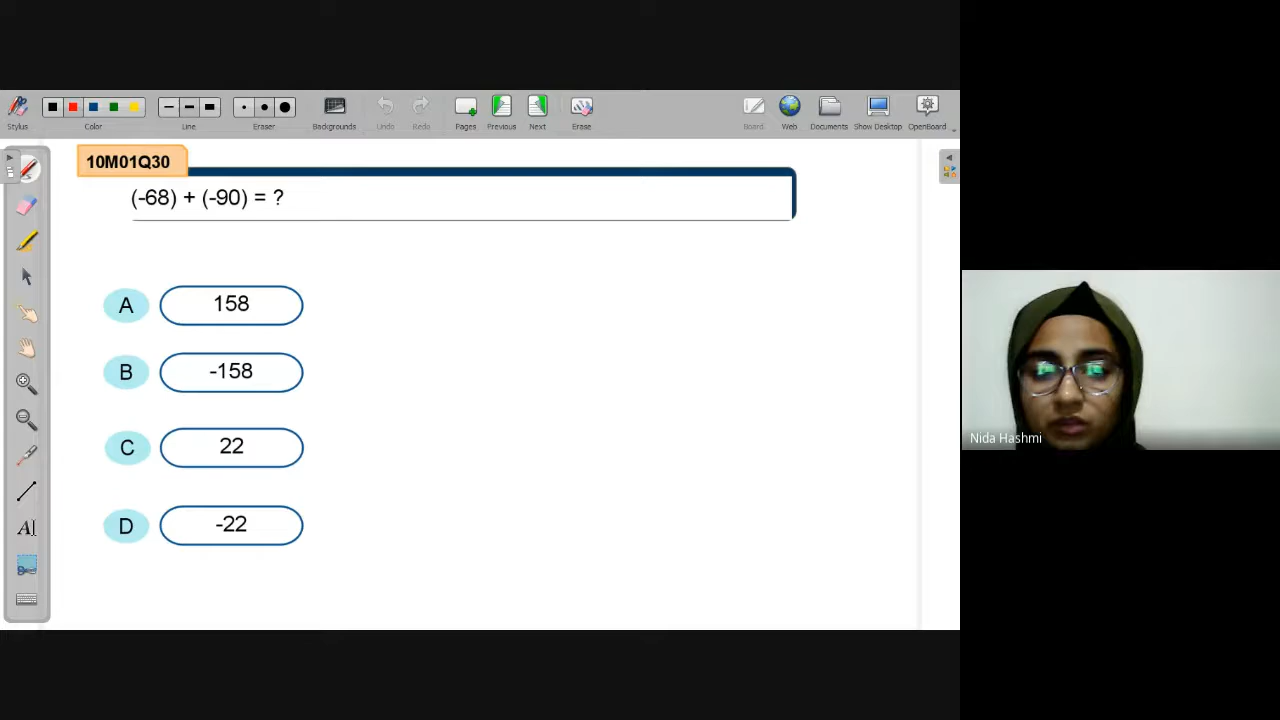 Stylus
Color
Line
Eraser
Backgrounds
Undo
Redo
Pages
Previous
Next
Erase
Board
Web
Documents
Show Desktop
OpenBoard
10M01Q30
(-68) + (-90) = ?
A 158
B -158
C 22
D -22
A
Nida Hashmi